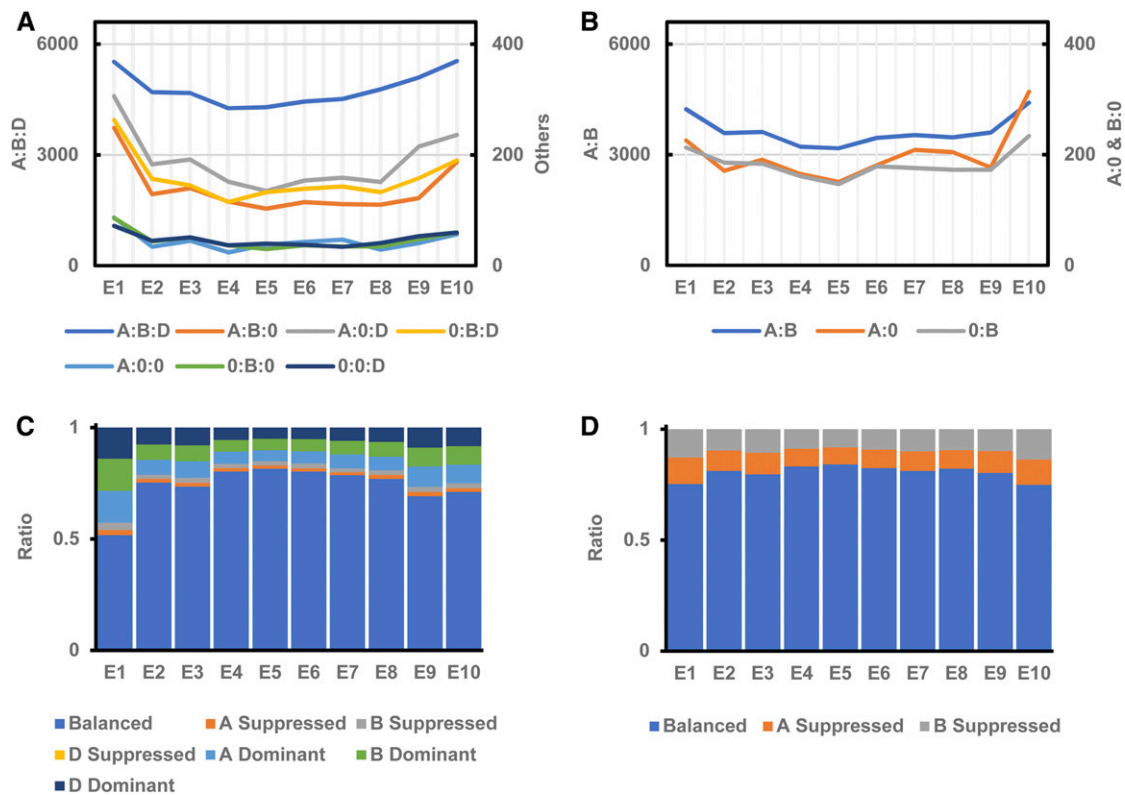 A
B
6000
400
6000
400
A:B:D
3000
200
Others
A:B
3000
200
A:0 & B:0
0
0
0
0
E1 E2 E3 E4 E5 E6 E7 E8 E9 E10
E1 E2 E3 E4 E5 E6 E7 E8 E9 E10
A:B:D A:B:0 A:0:D 0:B:D
A:0:0 0:B:0 0:0:D
A:B A:0 0:B
C
D
1
1
Ratio
0.5
Ratio
0.5
0
0
E1 E2 E3 E4 E5 E6 E7 E8 E9 E10
E1 E2 E3 E4 E5 E6 E7 E8 E9 E10
Balanced A Suppressed B Suppressed
D Suppressed A Dominant B Dominant
D Dominant
Balanced A Suppressed B Suppressed